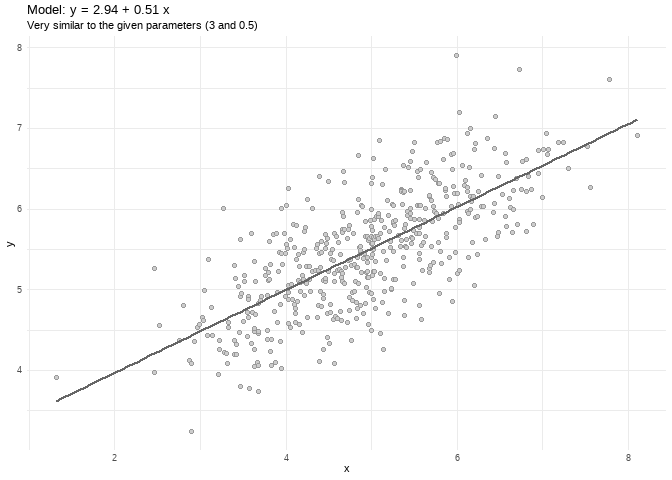 Model: y = 2.94 + 0.51 x
Very similar to the given parameters (3 and 0.5)
8
7
6
5
4
y
2
4
6
8
x